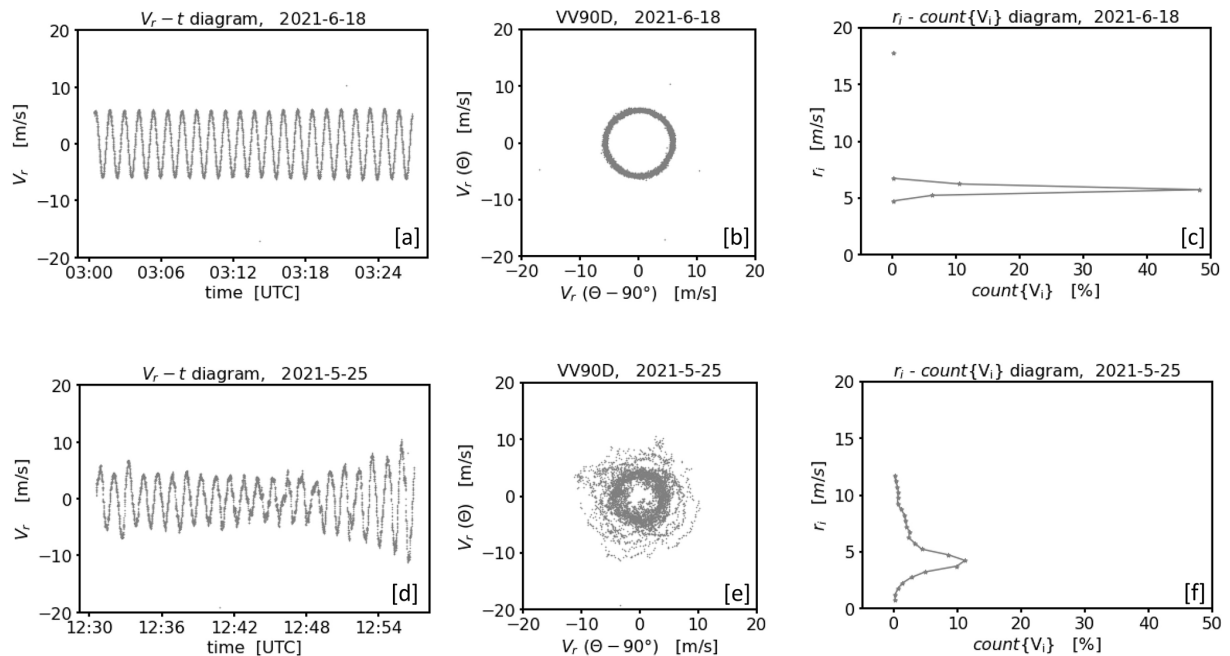 V_r − t diagram, 2021-6-18
20
10
0
−10
−20
V_r [m/s]
03:00 03:06 03:12 03:18 03:24
time [UTC]
[a]
VV90D, 2021-6-18
20
10
0
−10
−20
V_r (Θ) [m/s]
−20 −10 0 10 20
V_r (Θ − 90°) [m/s]
[b]
r_i - count{V_i} diagram, 2021-6-18
20
15
10
5
0
r_i [m/s]
0 10 20 30 40 50
count{V_i} [%]
[c]
V_r − t diagram, 2021-5-25
20
10
0
−10
−20
V_r [m/s]
12:30 12:36 12:42 12:48 12:54
time [UTC]
[d]
VV90D, 2021-5-25
20
10
0
−10
−20
V_r (Θ) [m/s]
−20 −10 0 10 20
V_r (Θ − 90°) [m/s]
[e]
r_i - count{V_i} diagram, 2021-5-25
20
15
10
5
0
r_i [m/s]
0 10 20 30 40 50
count{V_i} [%]
[f]